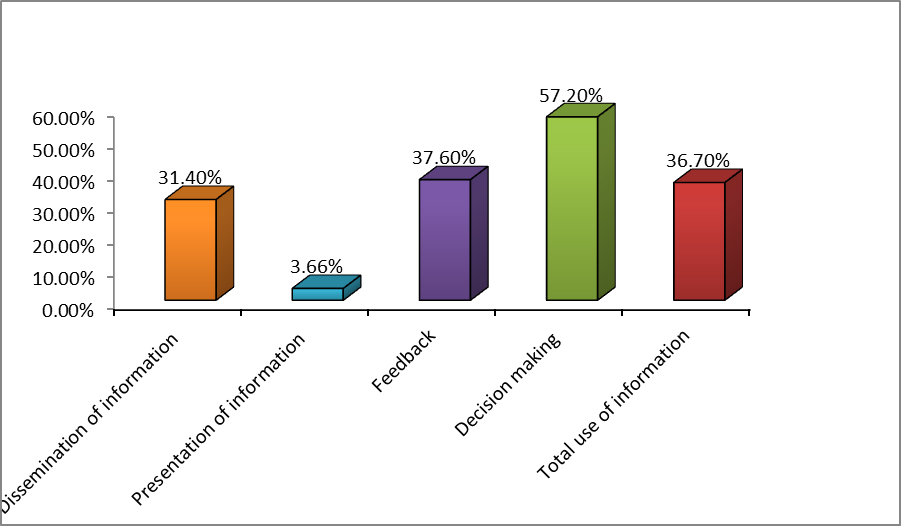 57.20%
60.00%
50.00%
40.00%
30.00%
20.00%
10.00%
0.00%
31.40%
3.66%
37.60%
36.70%
Dissemination of information
Presentation of information
Feedback
Decision making
Total use of information